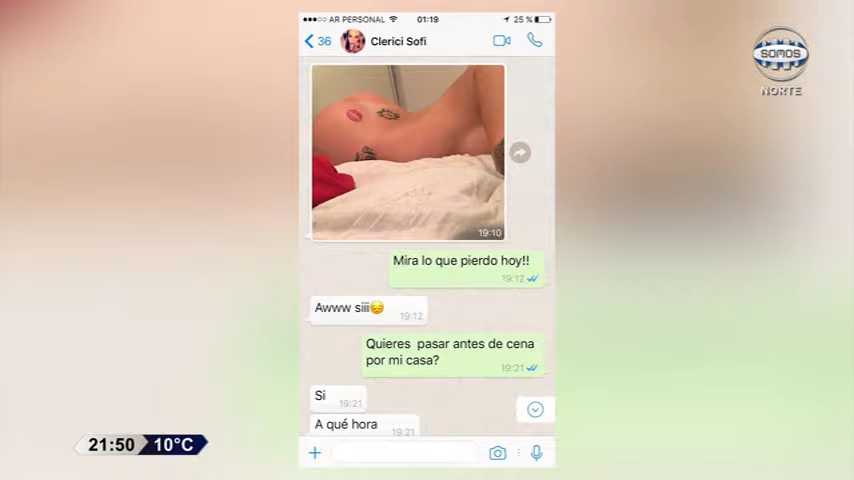 AR PERSONAL
01:19
25 %
36
Clerici Sofi
SOMOS
NORTE
19:10
Mira lo que pierdo hoy!!
19:12
Awww siii😔
19:12
Quieres pasar antes de cena
por mi casa?
19:21
Si
19:21
A qué hora
19:21
21:50 10°C